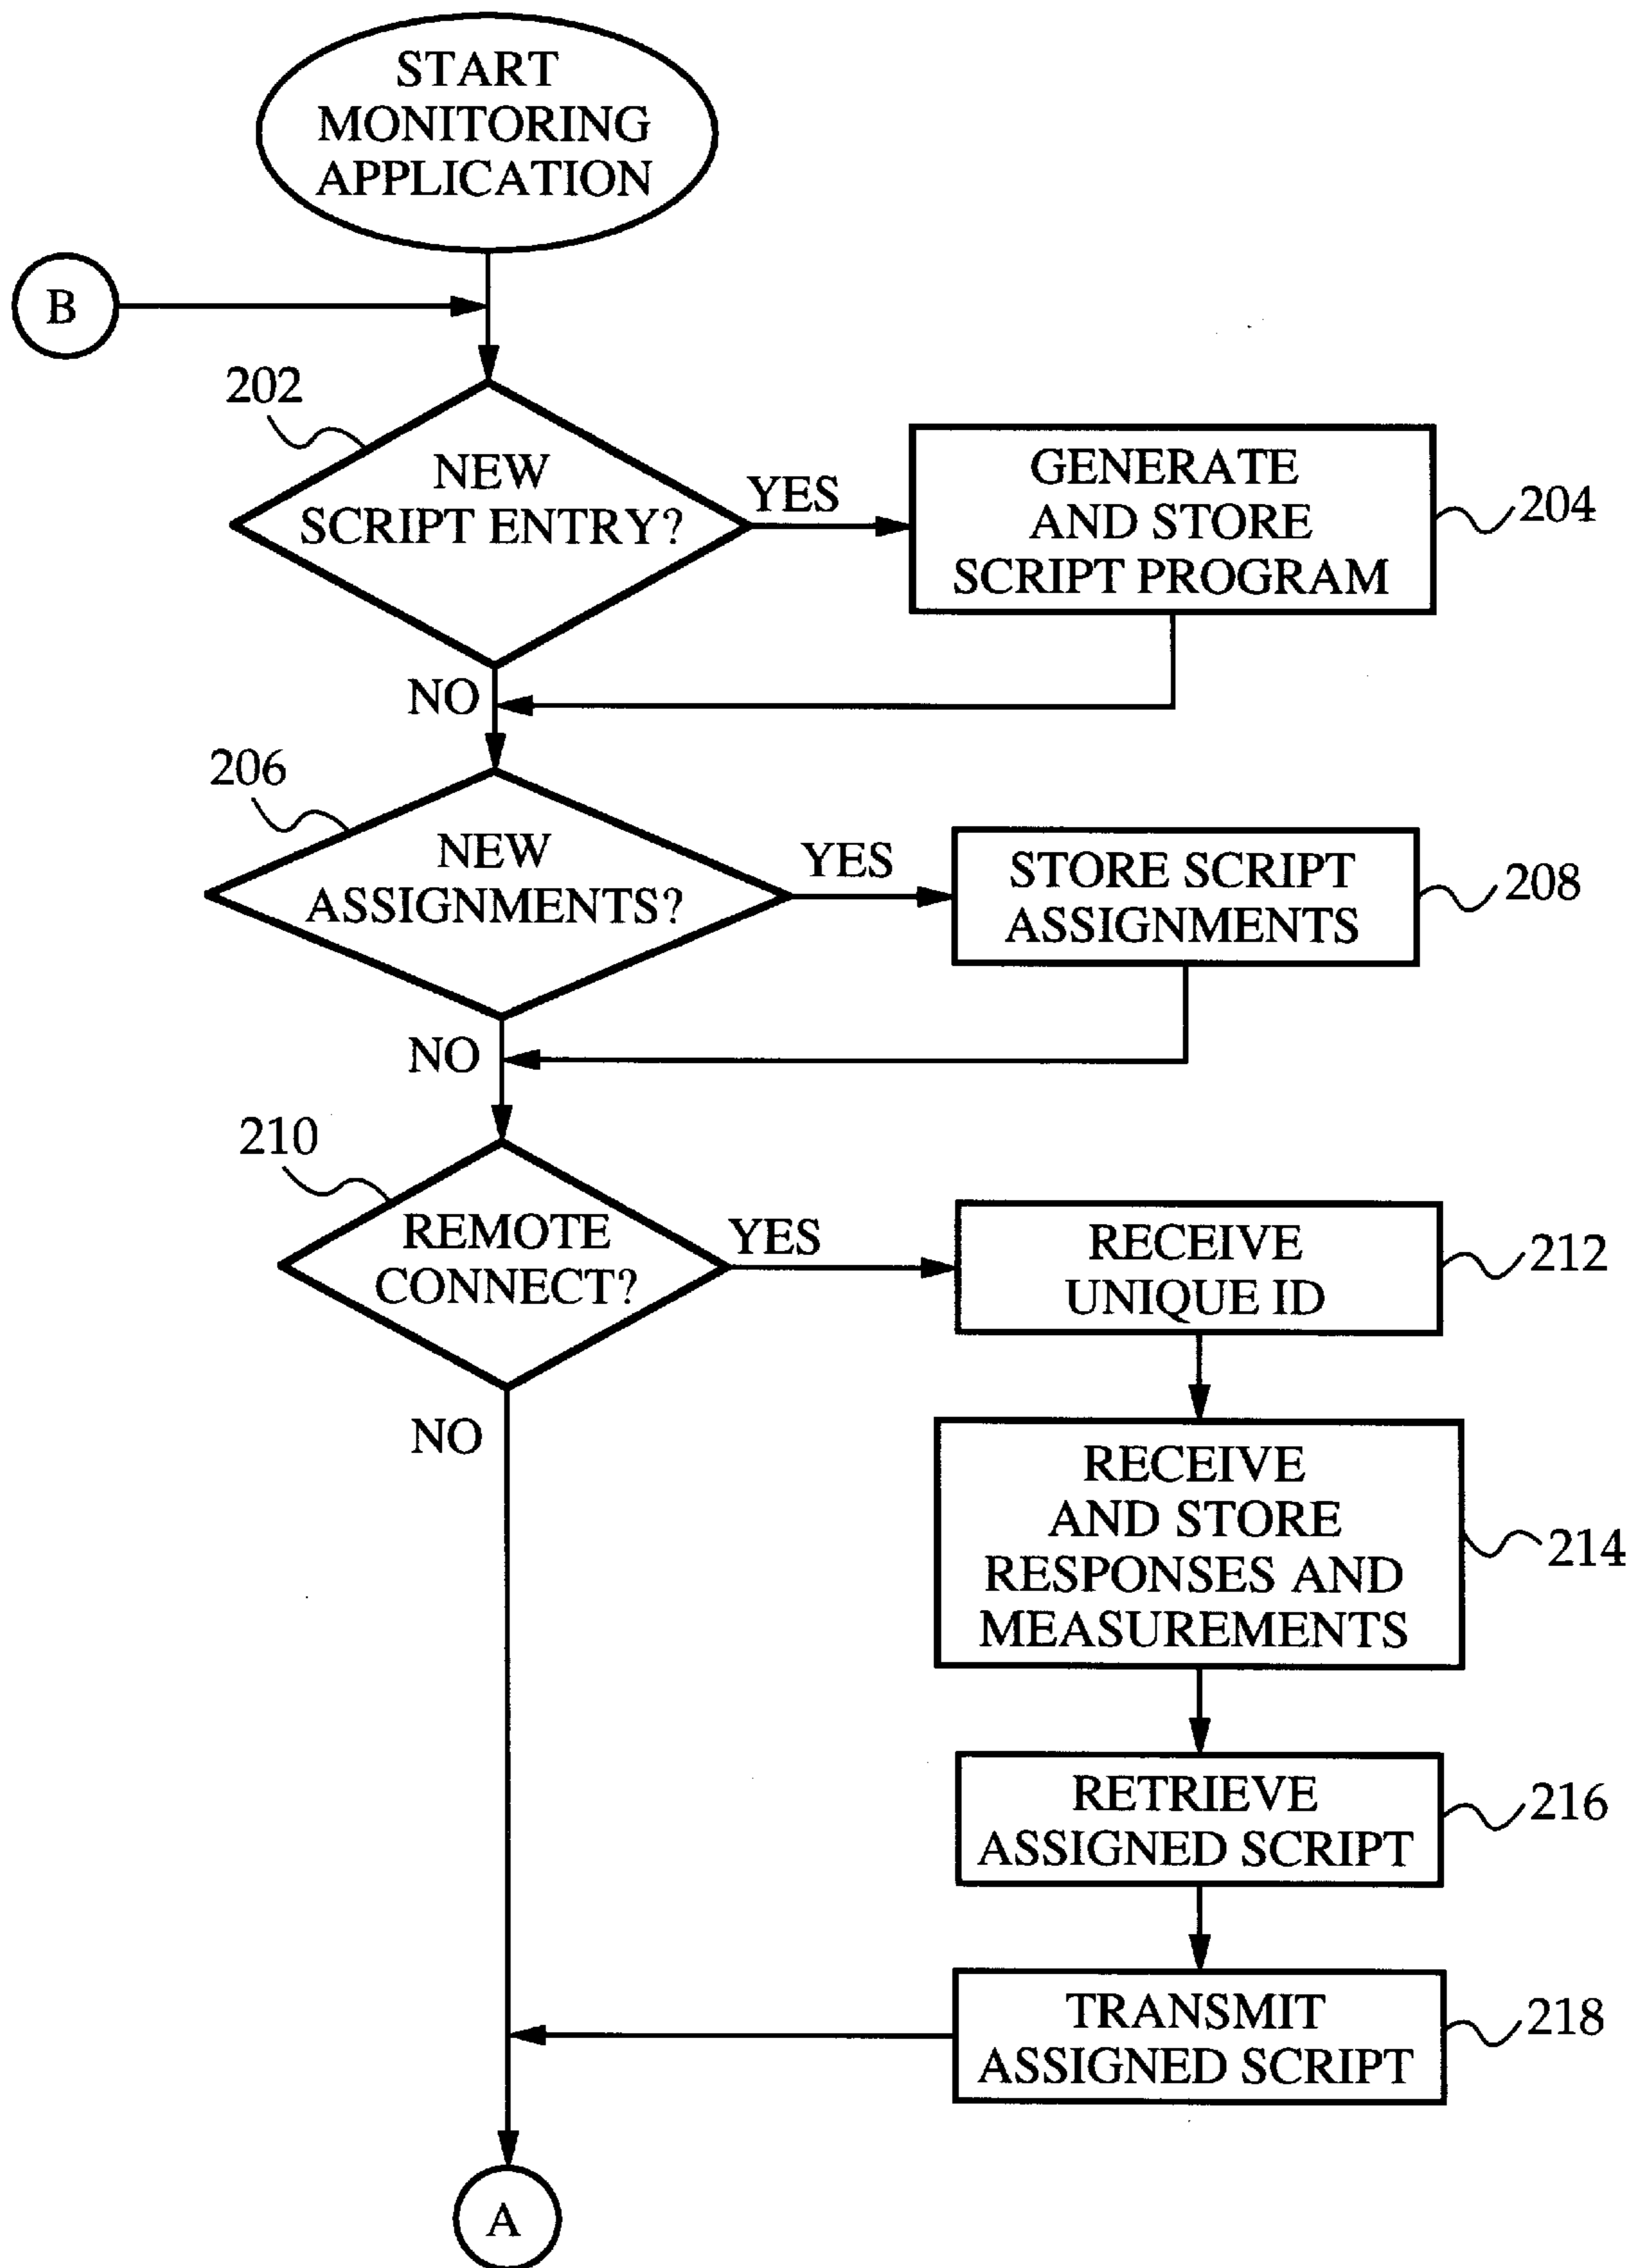 START
MONITORING
APPLICATION
B
202
NEW
SCRIPT ENTRY?
YES
GENERATE
AND STORE
SCRIPT PROGRAM
204
NO
206
NEW
ASSIGNMENTS?
YES
STORE SCRIPT
ASSIGNMENTS
208
NO
210
REMOTE
CONNECT?
YES
RECEIVE
UNIQUE ID
212
NO
RECEIVE
AND STORE
RESPONSES AND
MEASUREMENTS
214
RETRIEVE
ASSIGNED SCRIPT
216
TRANSMIT
ASSIGNED SCRIPT
218
A